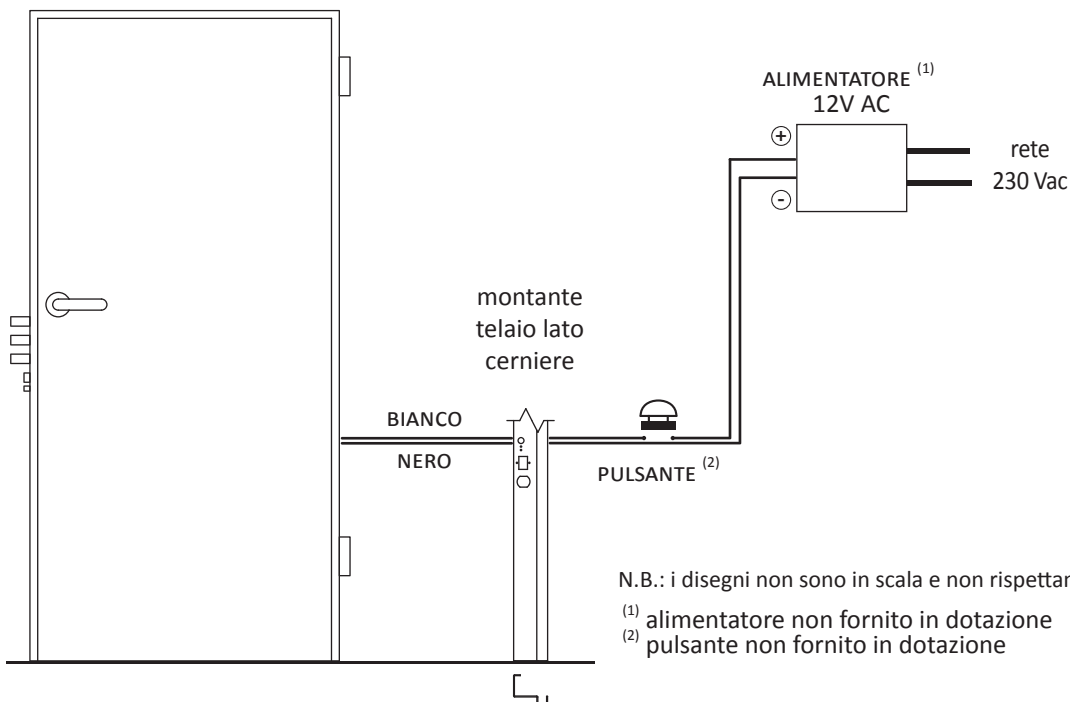 ALIMENTATORE (1)
12V AC
+
rete
230 Vac
-
montante
telaio lato
cerniere
BIANCO
NERO
PULSANTE (2)
N.B.: i disegni non sono in scala e non
(1) alimentatore non fornito in dotazione
(2) pulsante non fornito in dotazione